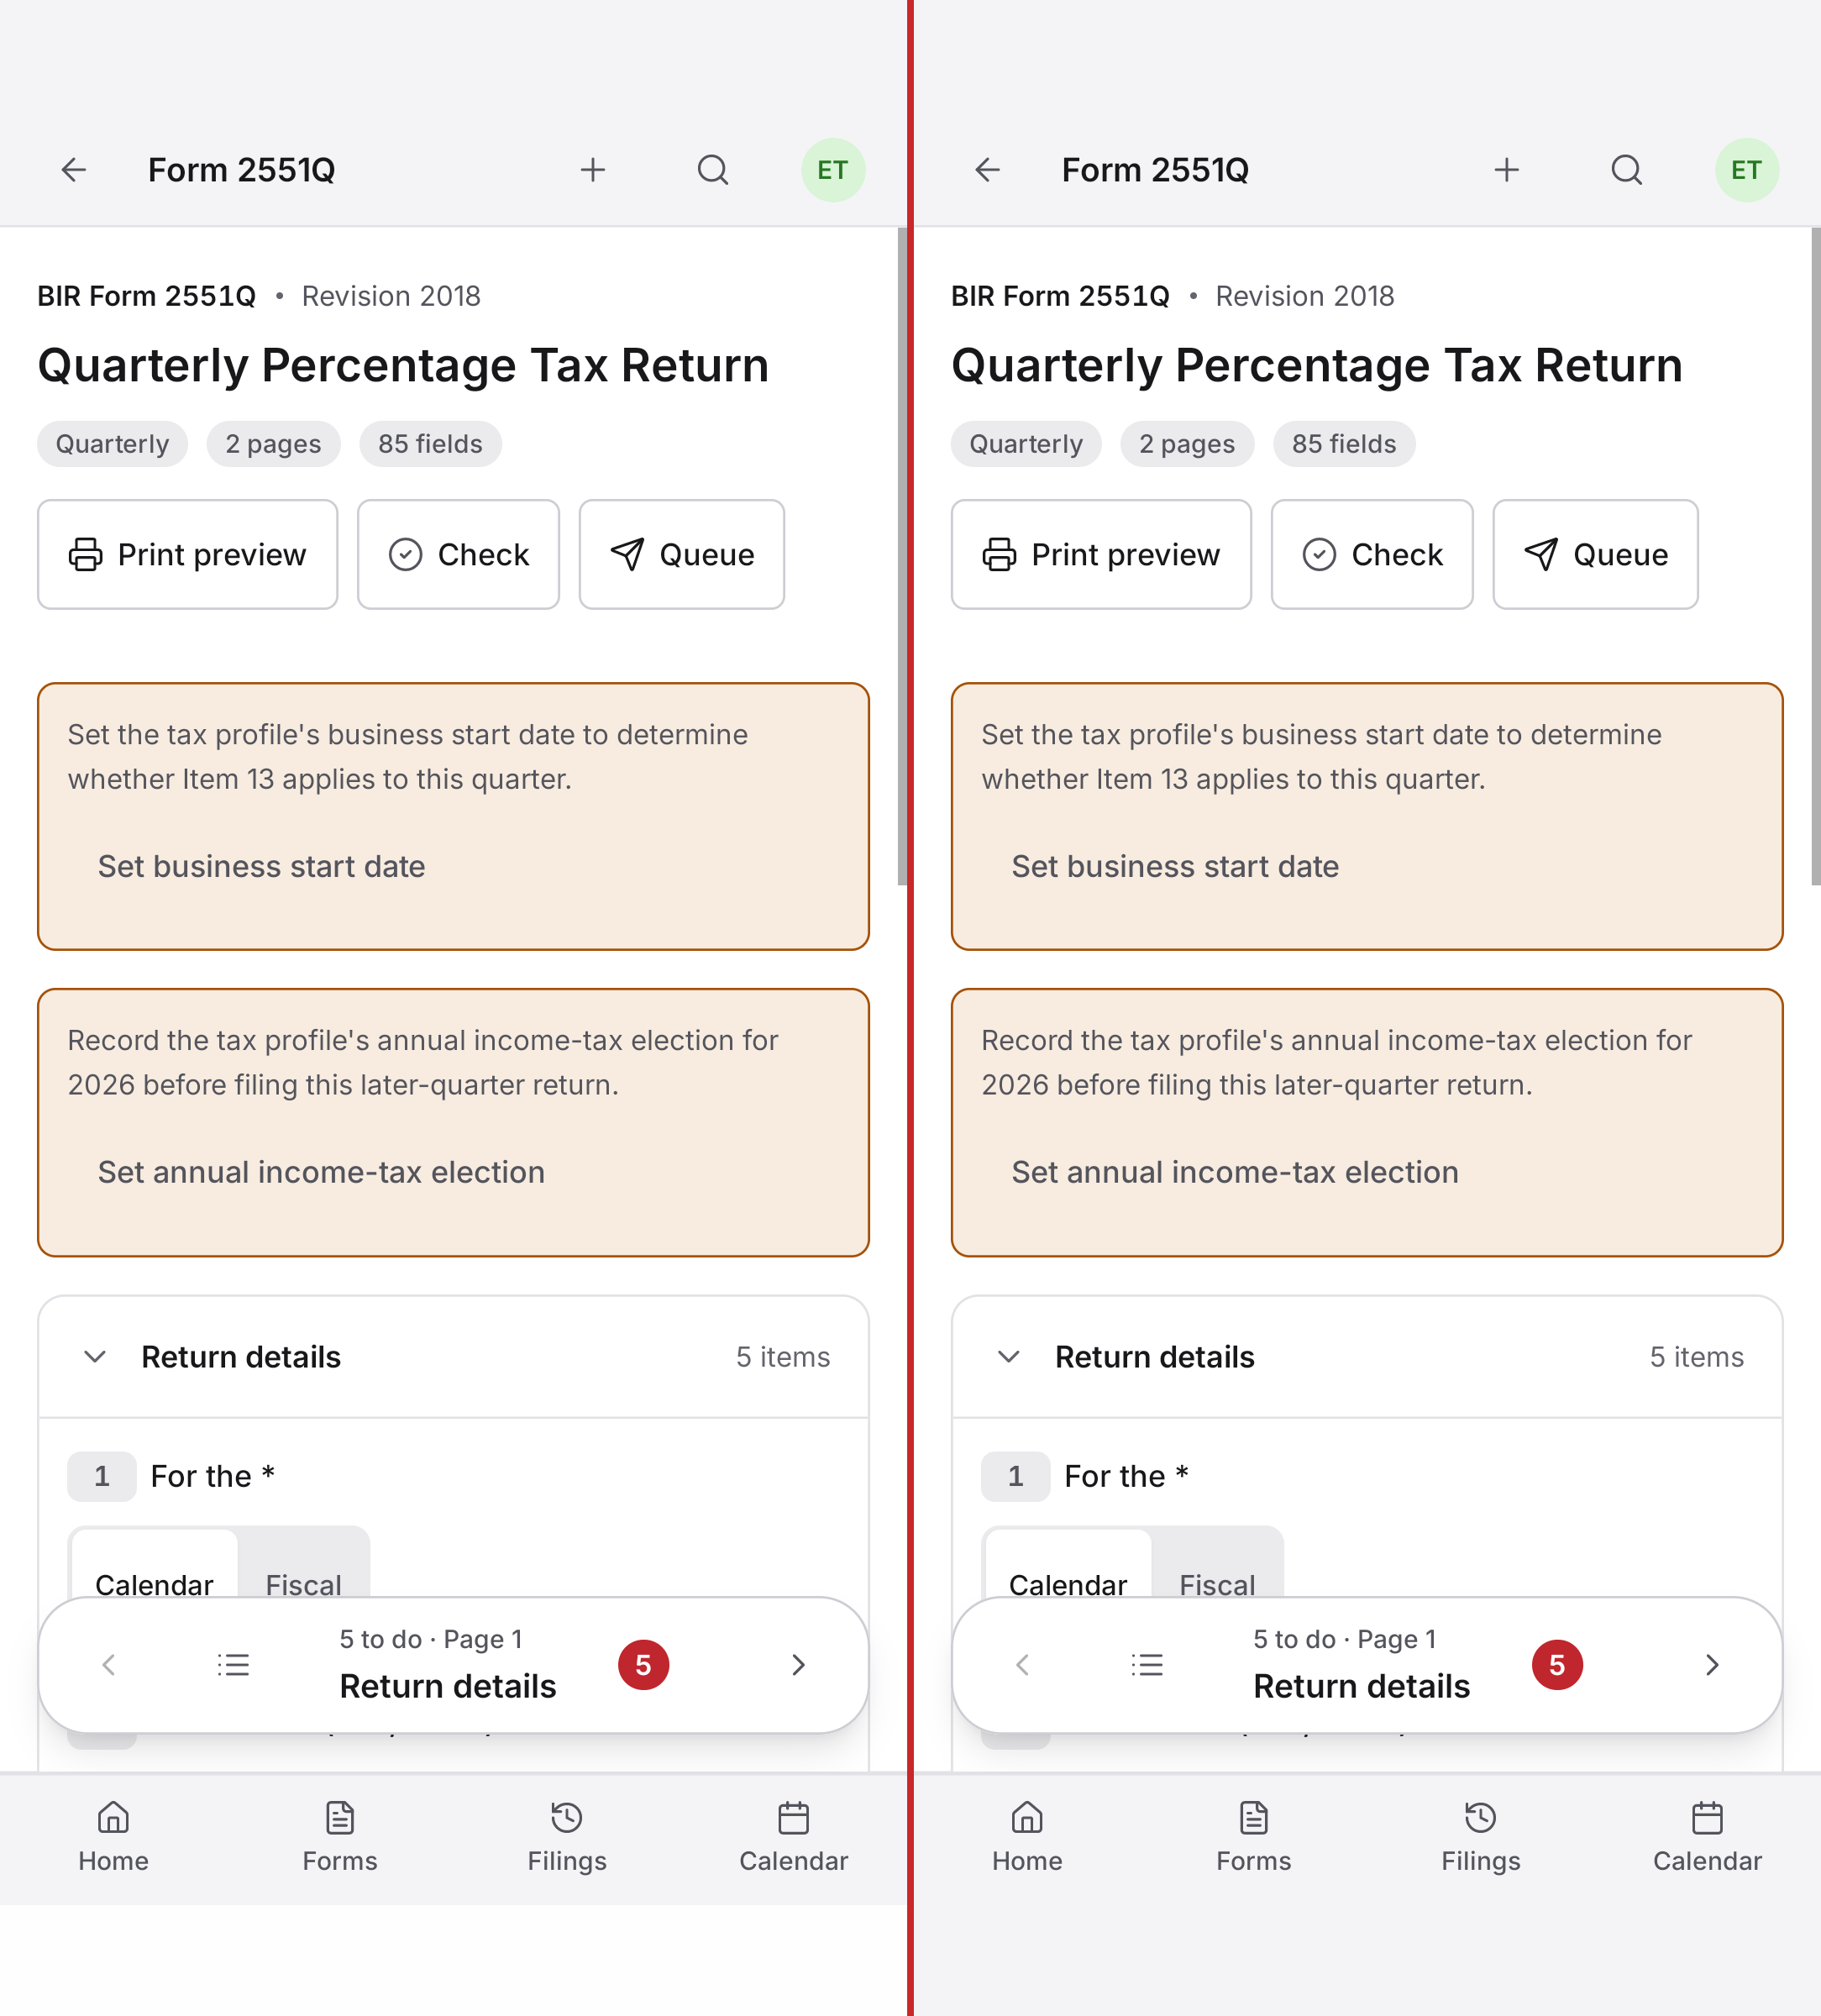 Form 2551Q
ET
BIR Form 2551Q • Revision 2018
Quarterly Percentage Tax Return
Quarterly 2 pages 85 fields
Print preview Check Queue
Set the tax profile's business start date to determine
whether Item 13 applies to this quarter.
Set business start date
Record the tax profile's annual income-tax election for
2026 before filing this later-quarter return.
Set annual income-tax election
Return details 5 items
1 For the *
Calendar Fiscal
5 to do · Page 1
Return details 5
Home Forms Filings Calendar
Form 2551Q
ET
BIR Form 2551Q • Revision 2018
Quarterly Percentage Tax Return
Quarterly 2 pages 85 fields
Print preview Check Queue
Set the tax profile's business start date to determine
whether Item 13 applies to this quarter.
Set business start date
Record the tax profile's annual income-tax election for
2026 before filing this later-quarter return.
Set annual income-tax election
Return details 5 items
1 For the *
Calendar Fiscal
5 to do · Page 1
Return details 5
Home Forms Filings Calendar